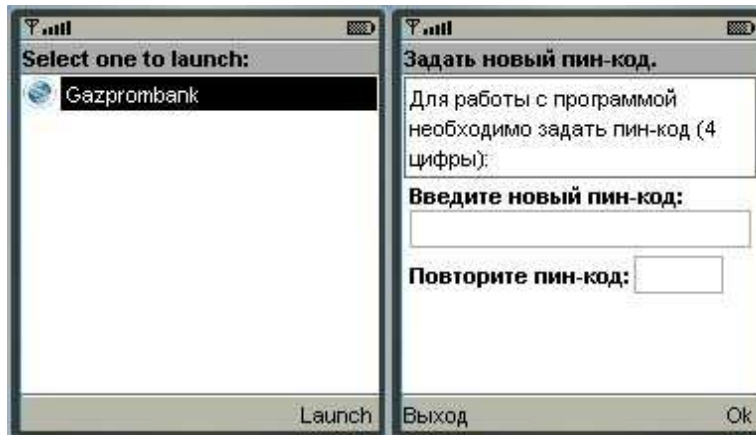 Select one to launch:
Gazprombank
Launch
Задать новый пин-код.
Для работы с программой
необходимо задать пин-код (4
цифры):
Введите новый пин-код:
Повторите пин-код:
Выход Ok